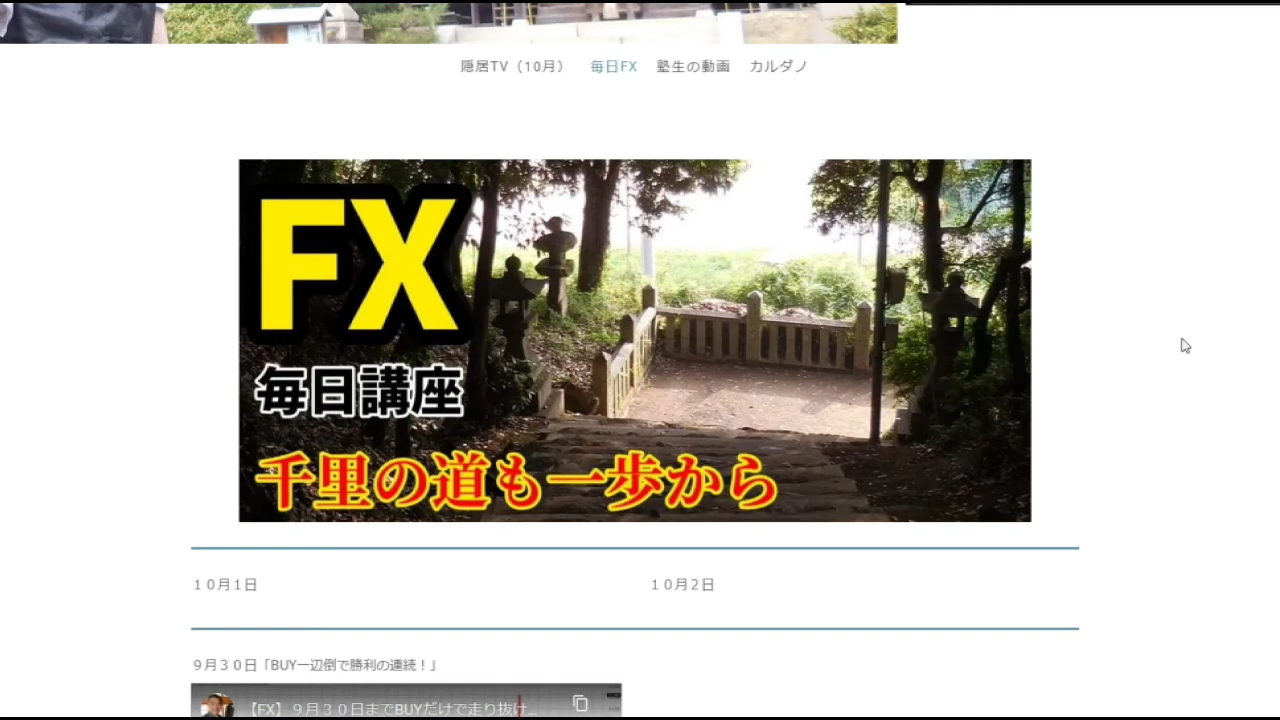 隠居TV（10月） 毎日FX 塾生の動画 カルダノ
FX
毎日講座
千里の道も一歩から
１０月１日 １０月２日
９月３０日「BUY一辺倒で勝利の連続！」
【FX】９月３０日までBUYだけで走り抜け...